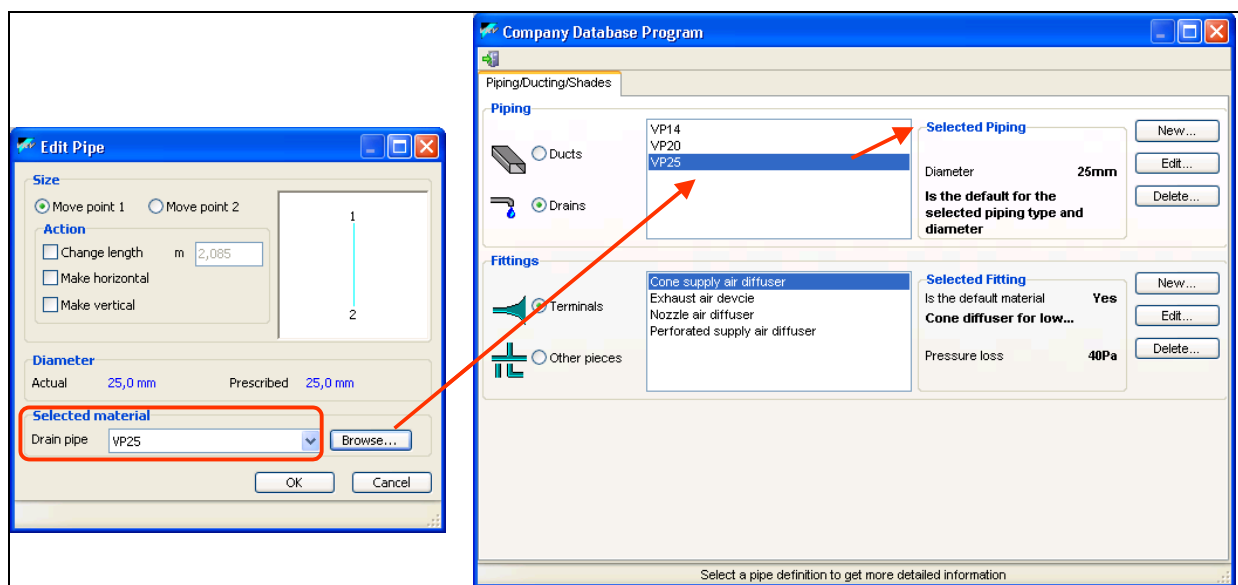 Edit Pipe
Size
Move point 1 Move point 2
Action
Change length m 2,085
Make horizontal
Make vertical
1
2
Diameter
Actual 25,0 mm Prescribed 25,0 mm
Selected material
Drain pipe VP25 Browse...
OK Cancel
Company Database Program
Piping/Ducting/Shades
Piping
Ducts
Drains
VP14
VP20
VP25
Selected Piping
Diameter 25mm
Is the default for the
selected piping type and
diameter
New...
Edit...
Delete...
Fittings
Terminals
Other pieces
Cone supply air diffuser
Exhaust air devcie
Nozzle air diffuser
Perforated supply air diffuser
Selected Fitting
Is the default material Yes
Cone diffuser for low...
Pressure loss 40Pa
New...
Edit...
Delete...
Select a pipe definition to get more detailed information